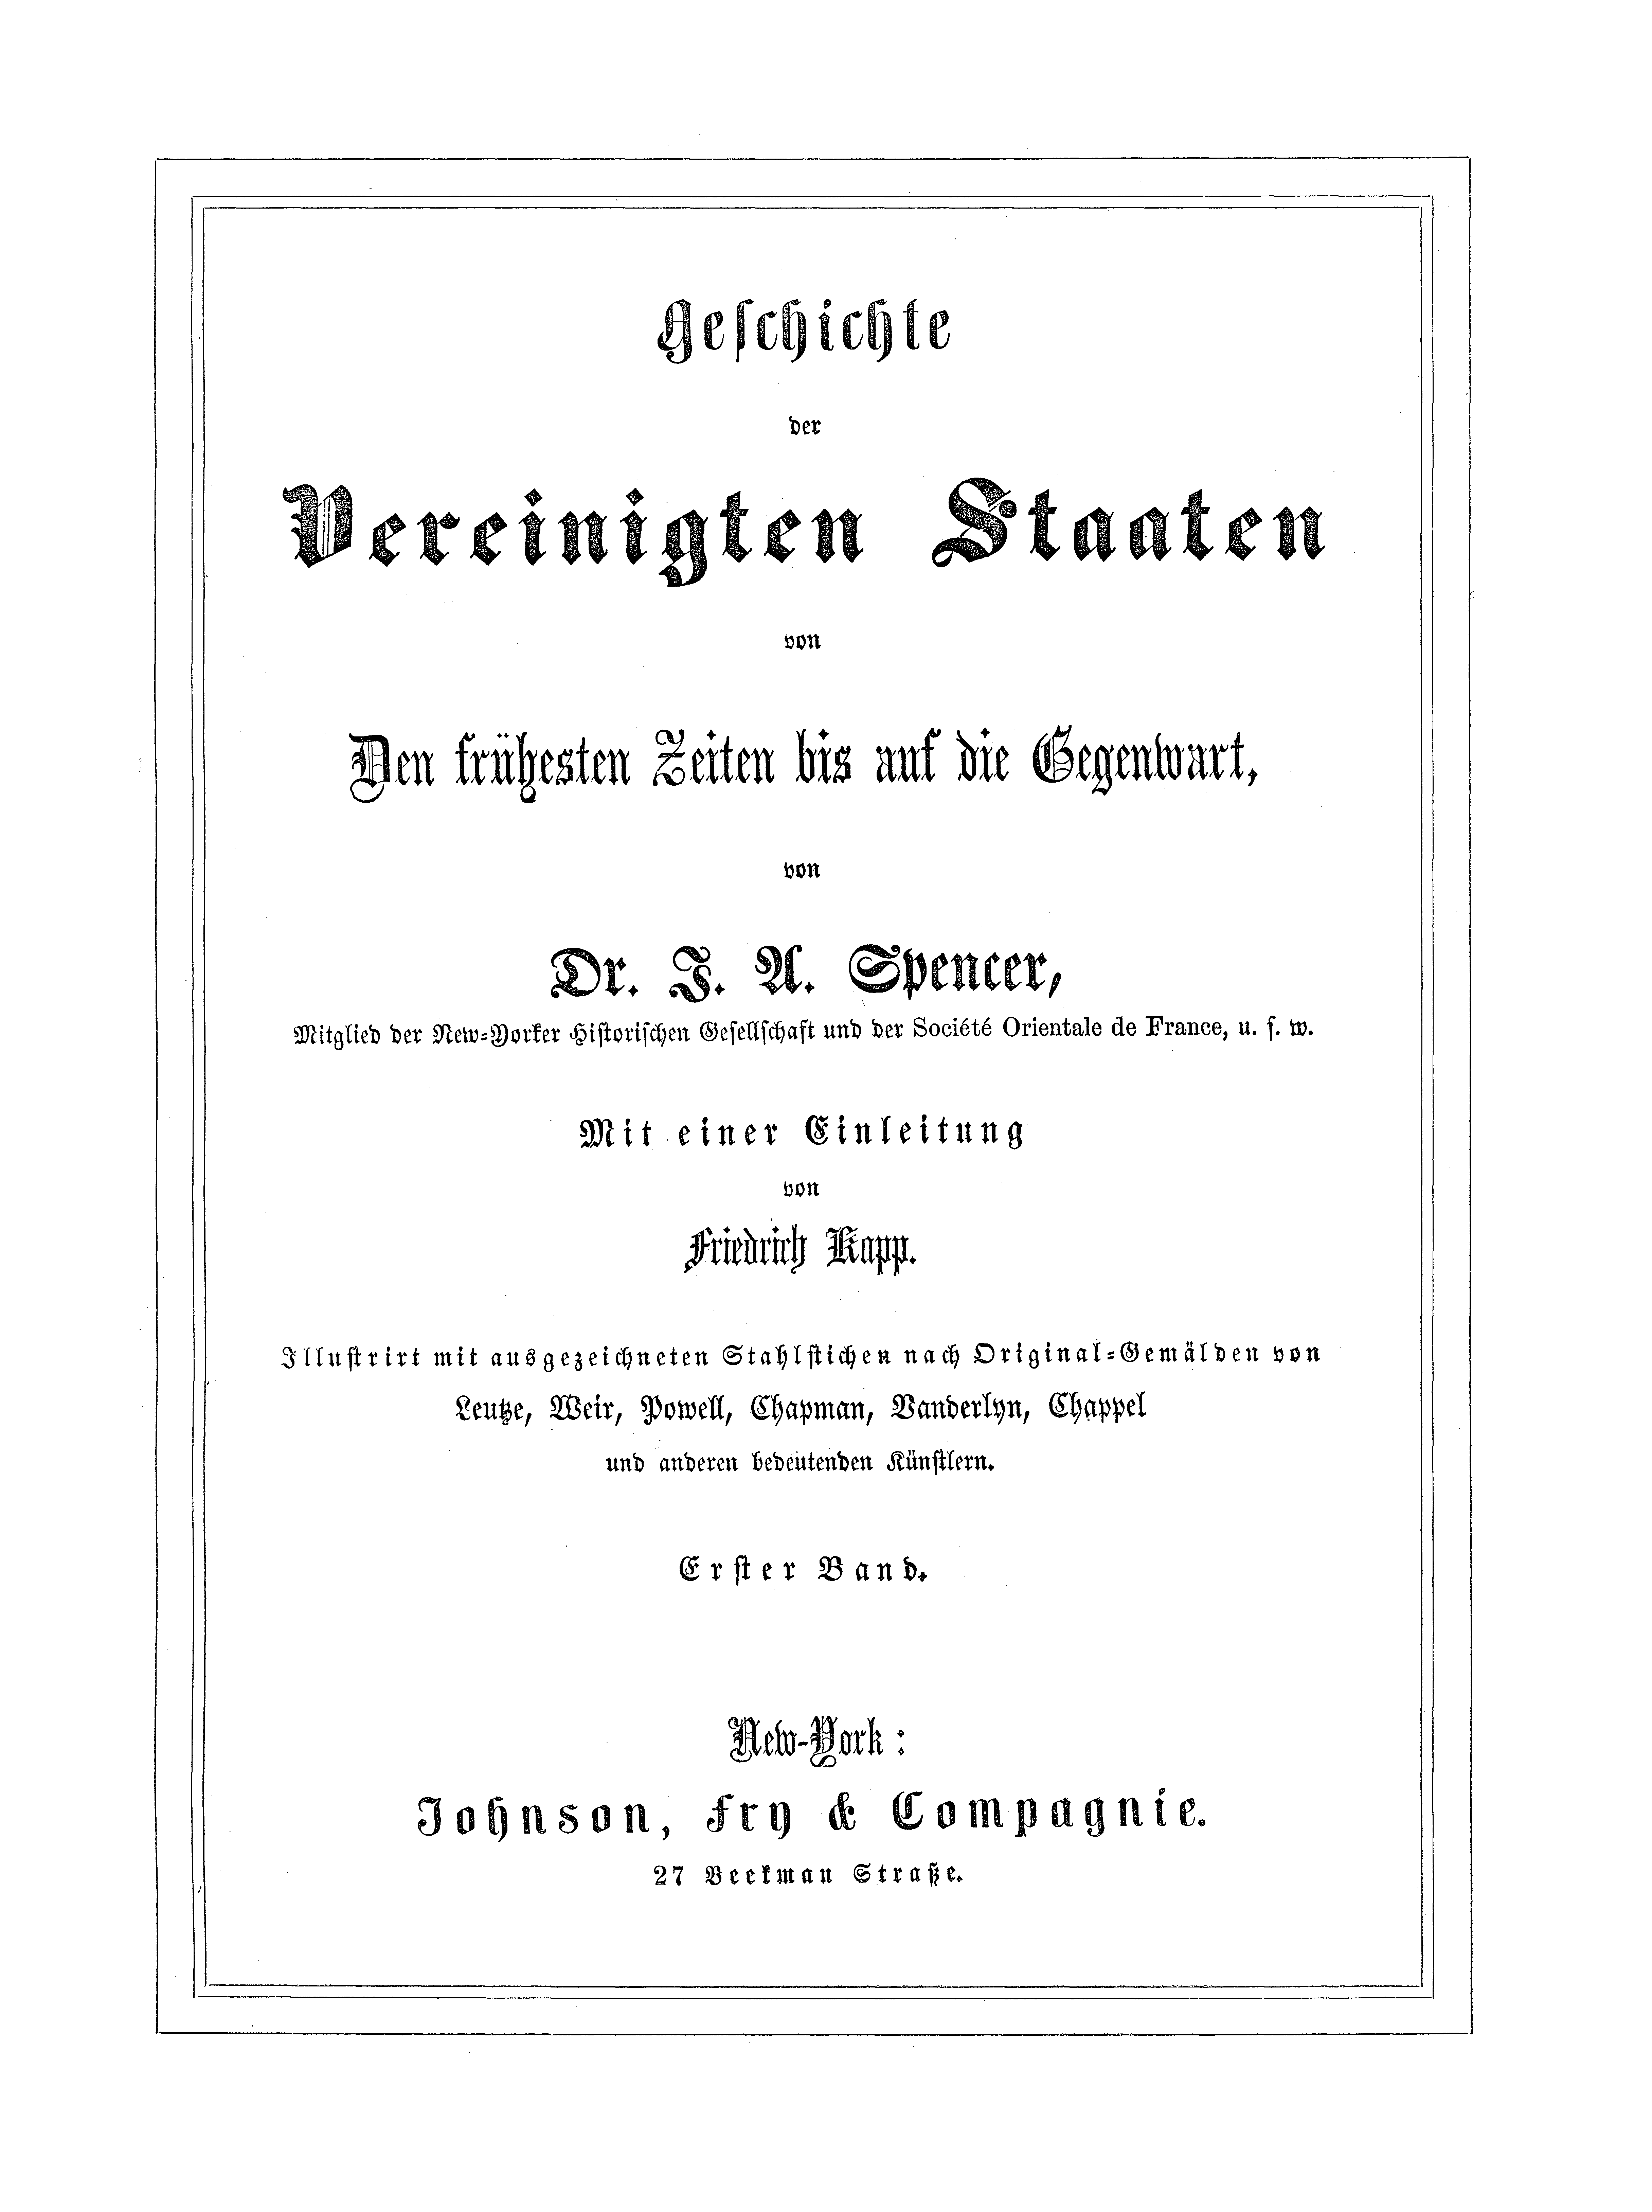 Geschichte
der
Vereinigten Staaten
von
Den frühesten Zeiten bis auf die Gegenwart,
von
Dr. J. A. Spencer,
Mitglied der New-Yorker Historischen Gesellschaft und der Société Orientale de France, u. s. w.
Mit einer Einleitung
von
Friedrich Kapp.
Illustrirt mit ausgezeichneten Stahlstichen nach Original-Gemälden von
Leutze, Weir, Powell, Chapman, Vanderlyn, Chappel
und anderen bedeutenden Künstlern.
Erster Band.
New-York:
Johnson, Fry & Compagnie.
27 Beekman Straße.